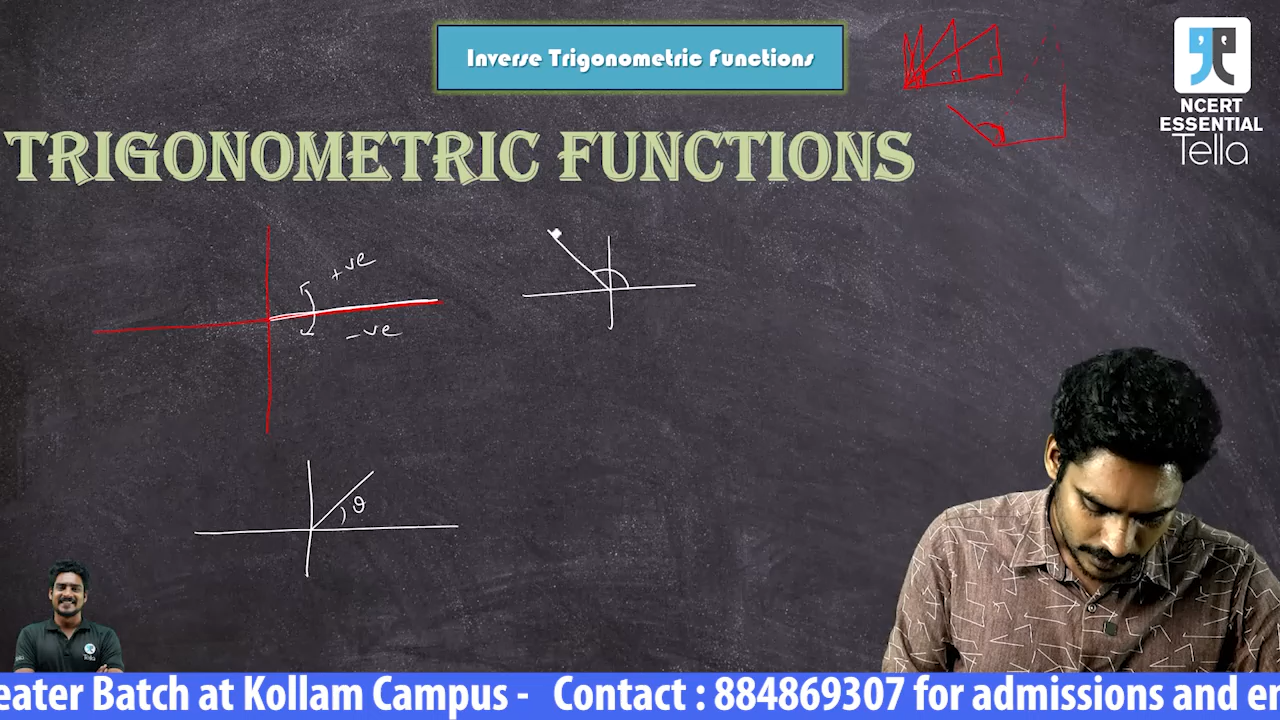 Inverse Trigonometric Functions
NCERT
ESSENTIAL
Tella
TRIGONOMETRIC FUNCTIONS
+ve
-ve
θ
Tella
eater Batch at Kollam Campus -   Contact : 884869307 for admissions and en